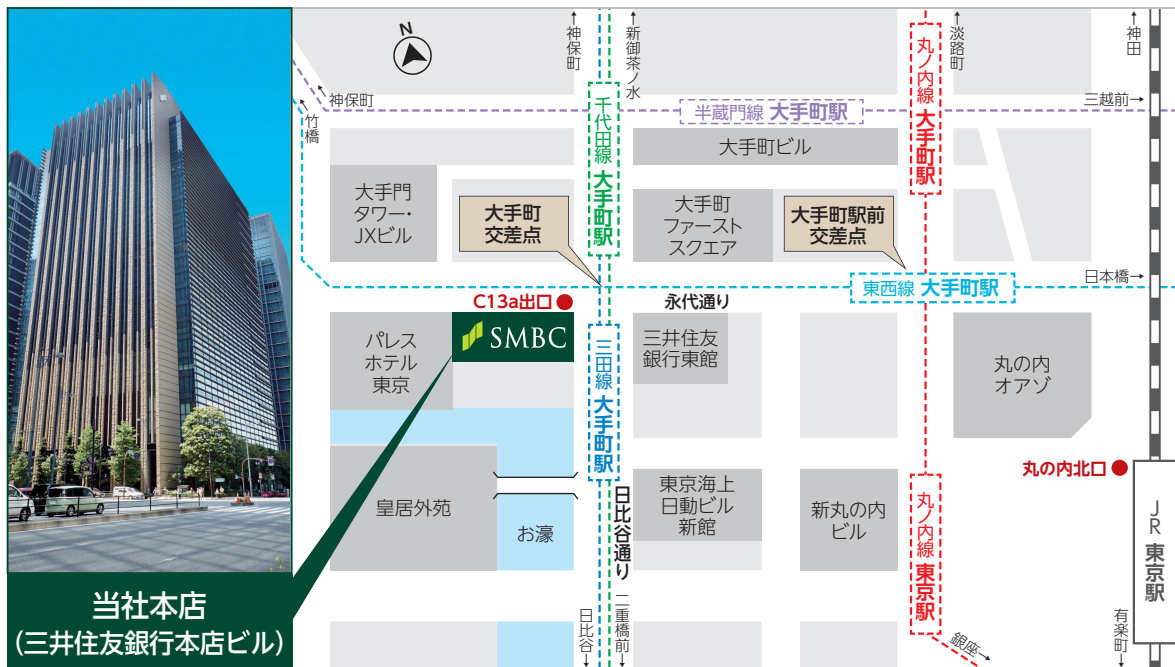 N
↑神保町
↑新御茶ノ水
↑淡路町
↑神田
神保町
竹橋
千代田線 大手町駅
丸ノ内線 大手町駅
半蔵門線 大手町駅
三越前→
大手町ビル
大手門
タワー・
JXビル
大手町
交差点
大手町
ファースト
スクエア
大手町駅前
交差点
日本橋→
東西線 大手町駅
C13a出口
永代通り
パレス
ホテル
東京
SMBC
三田線 大手町駅
三井住友
銀行東館
丸の内
オアゾ
丸の内北口
皇居外苑
お濠
日比谷通り
東京海上
日動ビル
新館
新丸の内
ビル
丸ノ内線 東京駅
JR 東京駅
日比谷→
二重橋前→
銀座→
有楽町→
当社本店
(三井住友銀行本店ビル)